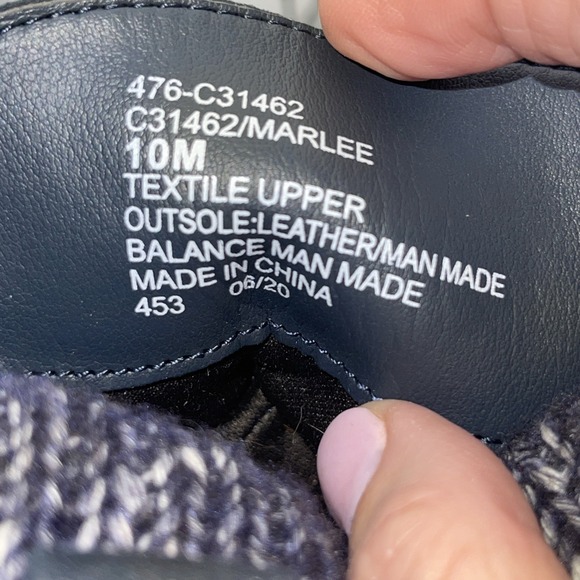 476-C31462
C31462/MARLEE
10M
TEXTILE UPPER
OUTSOLE:LEATHER/MAN MADE
BALANCE MAN MADE
MADE IN CHINA
453 06/20